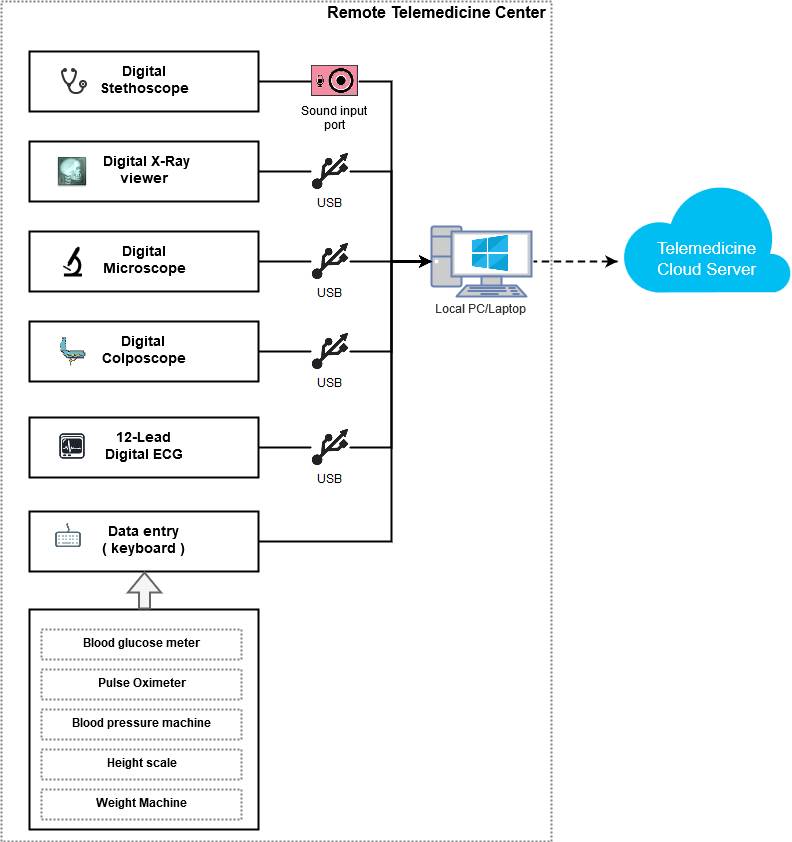 Remote Telemedicine Center
Digital
Stethoscope
Sound input
port
Digital X-Ray
viewer
USB
Digital
Microscope
USB
Local PC/Laptop
Telemedicine
Cloud Server
Digital
Colposcope
USB
12-Lead
Digital ECG
USB
Data entry
( keyboard )
Blood glucose meter
Pulse Oximeter
Blood pressure machine
Height scale
Weight Machine